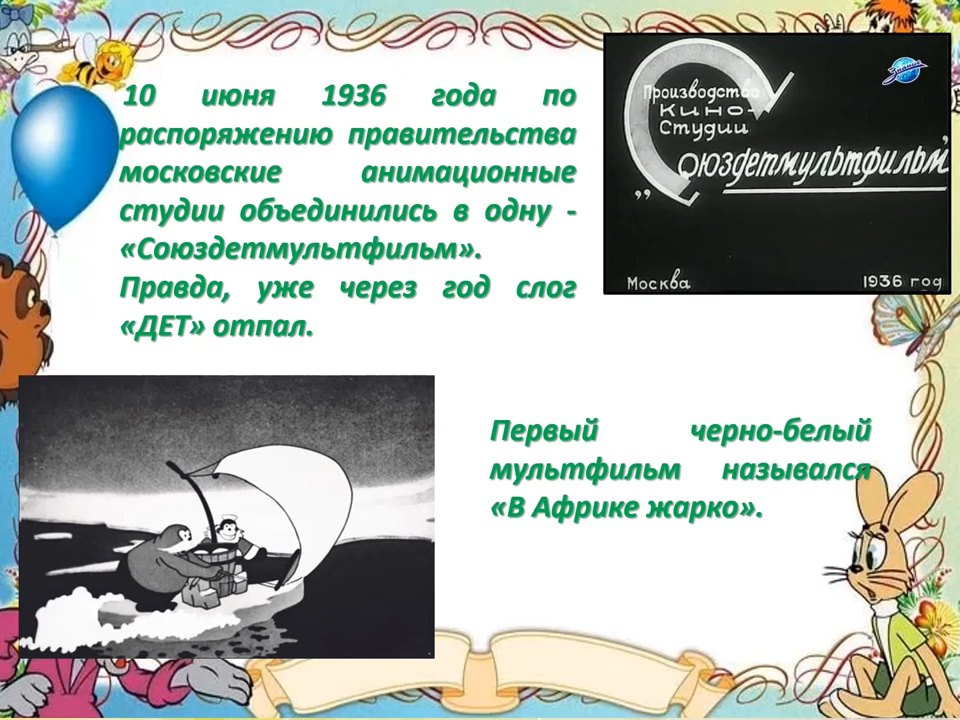 10 июня 1936 года по
распоряжению правительства
московские анимационные
студии объединились в одну -
«Союздетмультфильм».
Правда, уже через год слог
«ДЕТ» отпал.
Производство
Кино-
Студии
„Союздетмультфильм"
Москва 1936 год
Первый черно-белый
мультфильм назывался
«В Африке жарко».